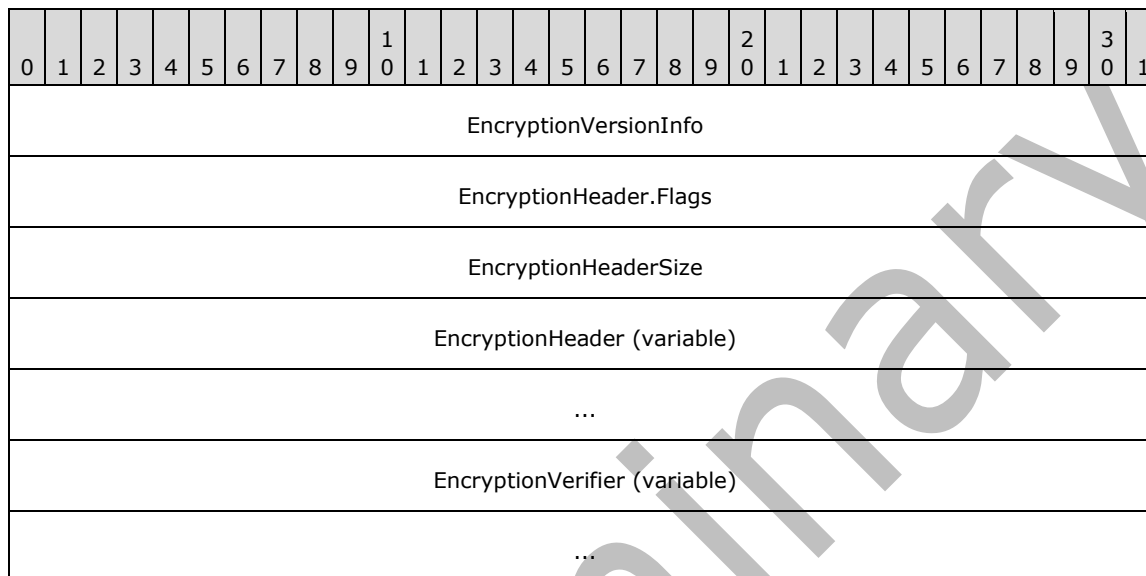 1 2 3
0 1 2 3 4 5 6 7 8 9 0 1 2 3 4 5 6 7 8 9 0 1 2 3 4 5 6 7 8 9 0 1
EncryptionVersionInfo
EncryptionHeader.Flags
EncryptionHeaderSize
EncryptionHeader (variable)
...
EncryptionVerifier (variable)
...